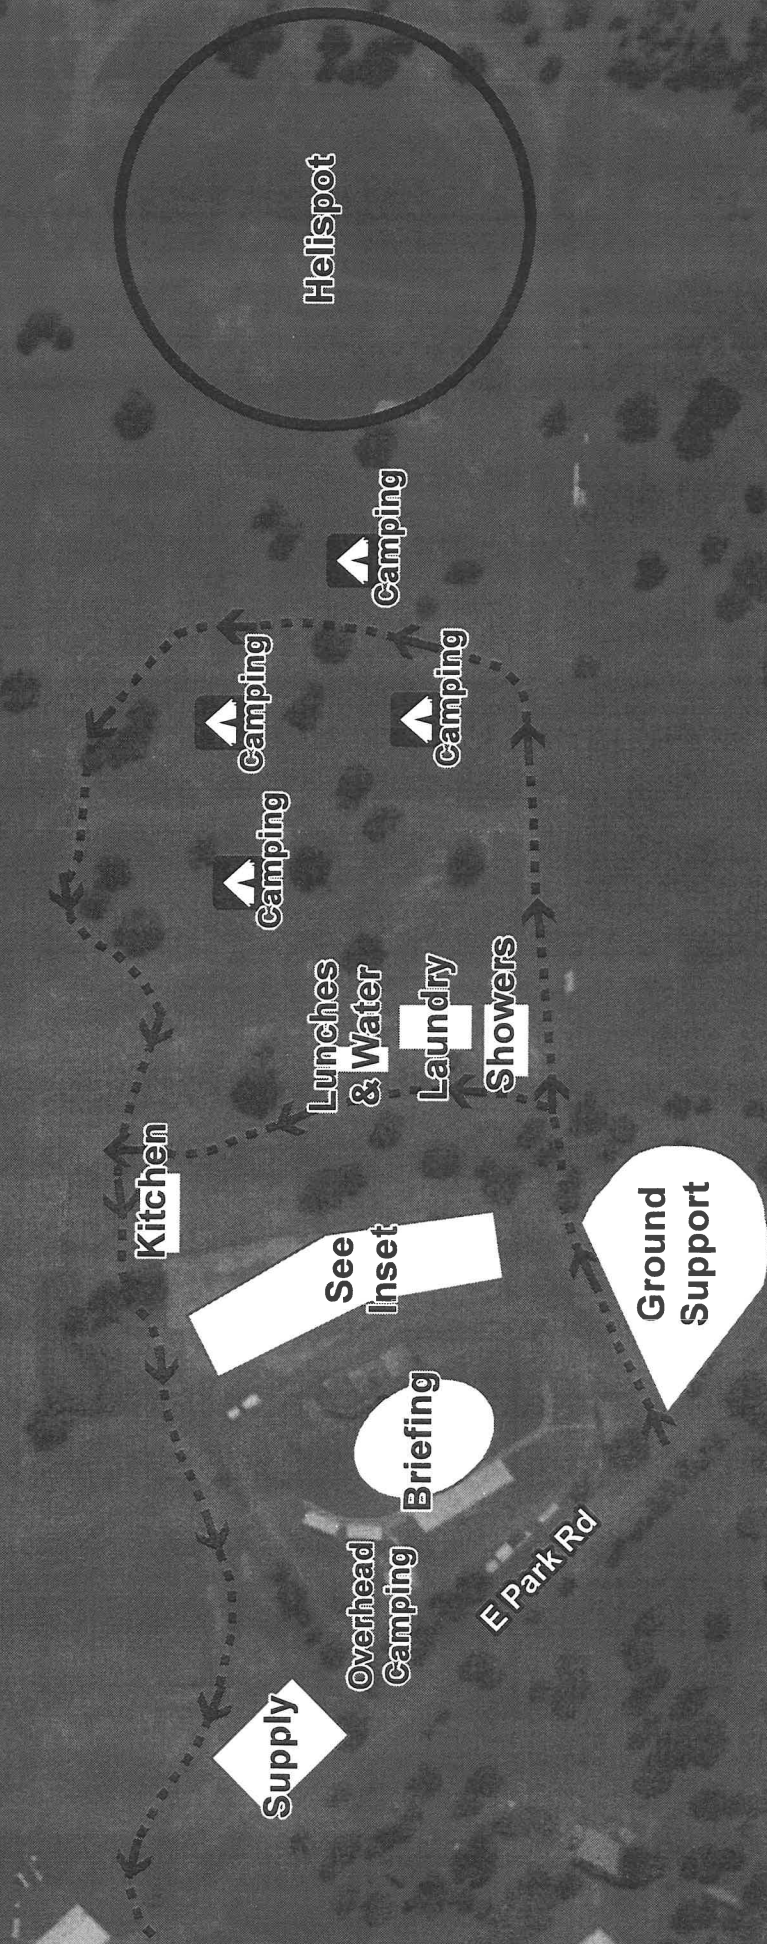 Helispot
Camping
Camping
Camping
Camping
Lunches
& Water
Laundry
Showers
Kitchen
See
Inset
Ground
Support
Briefing
Overhead
Camping
E Park Rd
Supply